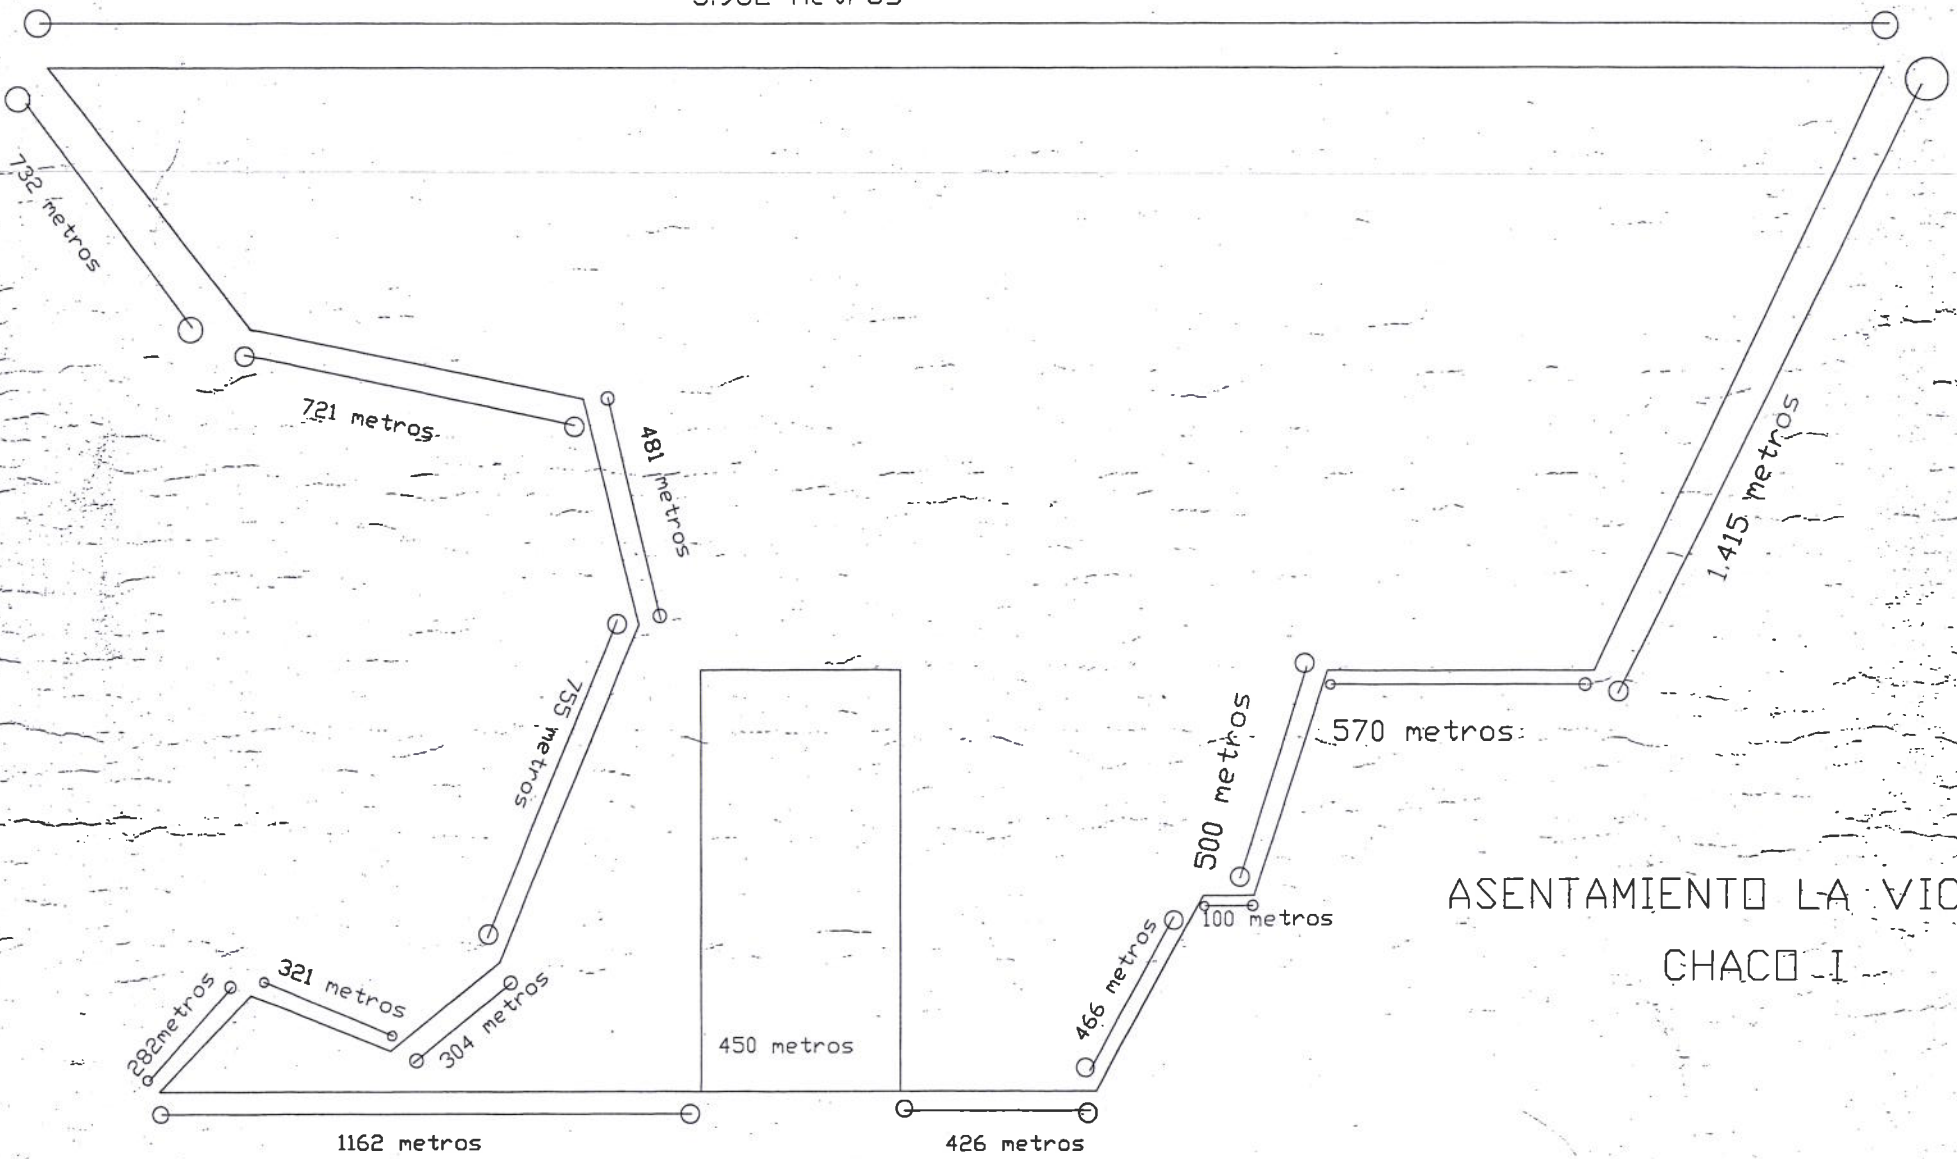 metros
732 metros
721 metros
481 metros
1.415 metros
755 metros
500 metros
570 metros
ASENTAMIENTO LA
CHACO I
100 metros
466 metros
321 metros
282metros
304 metros
450 metros
1162 metros
426 metros